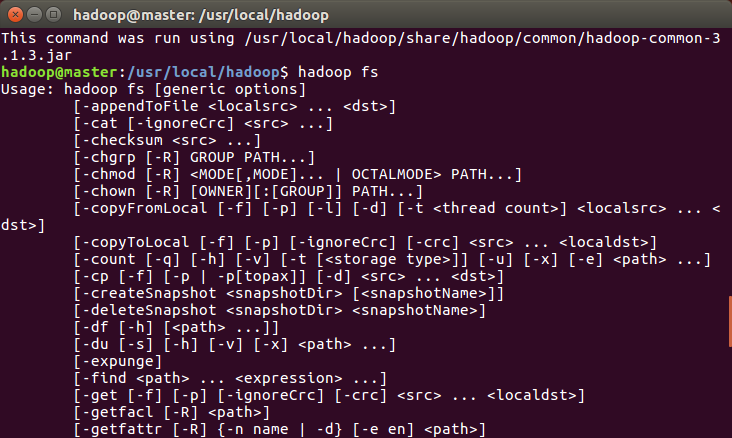 hadoop@master: /usr/local/hadoop
This command was run using /usr/local/hadoop/share/hadoop/common/hadoop-common-3
.1.3.jar
hadoop@master:/usr/local/hadoop$ hadoop fs
Usage: hadoop fs [generic options]
        [-appendToFile <localsrc> ... <dst>]
        [-cat [-ignoreCrc] <src> ...]
        [-checksum <src> ...]
        [-chgrp [-R] GROUP PATH...]
        [-chmod [-R] <MODE[,MODE]... | OCTALMODE> PATH...]
        [-chown [-R] [OWNER][:[GROUP]] PATH...]
        [-copyFromLocal [-f] [-p] [-l] [-d] [-t <thread count>] <localsrc> ... <
dst>]
        [-copyToLocal [-f] [-p] [-ignoreCrc] [-crc] <src> ... <localdst>]
        [-count [-q] [-h] [-v] [-t [<storage type>]] [-u] [-x] [-e] <path> ...]
        [-cp [-f] [-p | -p[topax]] [-d] <src> ... <dst>]
        [-createSnapshot <snapshotDir> [<snapshotName>]]
        [-deleteSnapshot <snapshotDir> <snapshotName>]
        [-df [-h] [<path> ...]]
        [-du [-s] [-h] [-v] [-x] <path> ...]
        [-expunge]
        [-find <path> ... <expression> ...]
        [-get [-f] [-p] [-ignoreCrc] [-crc] <src> ... <localdst>]
        [-getfacl [-R] <path>]
        [-getfattr [-R] {-n name | -d} [-e en] <path>]